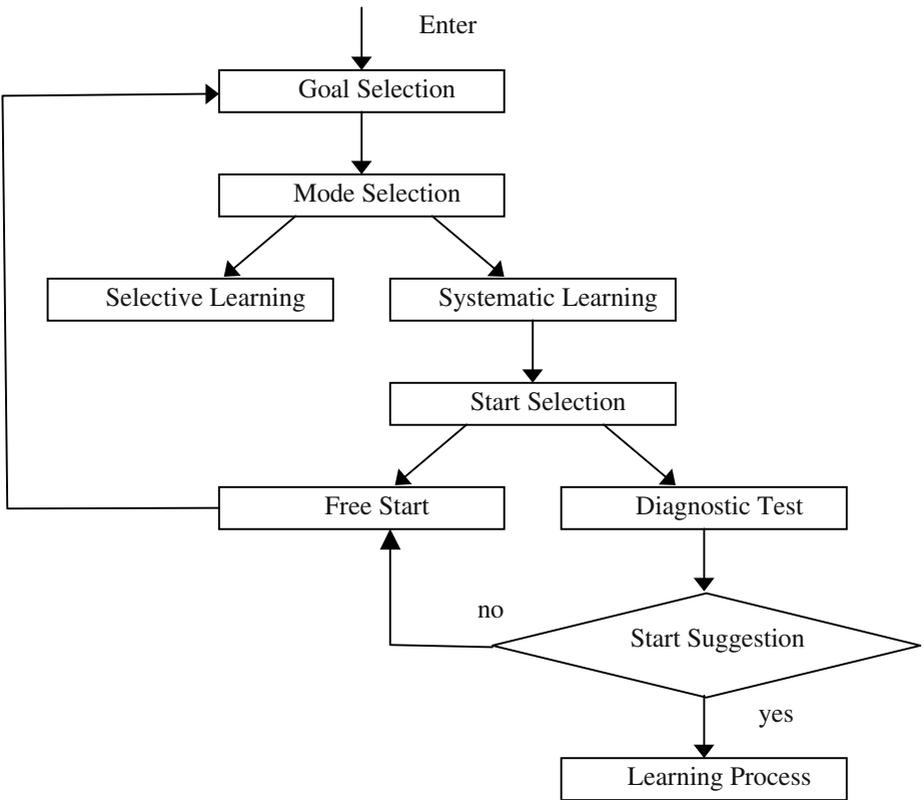 Enter
Goal Selection
Mode Selection
Selective Learning
Systematic Learning
Start Selection
Free Start
Diagnostic Test
no
Start Suggestion
yes
Learning Process